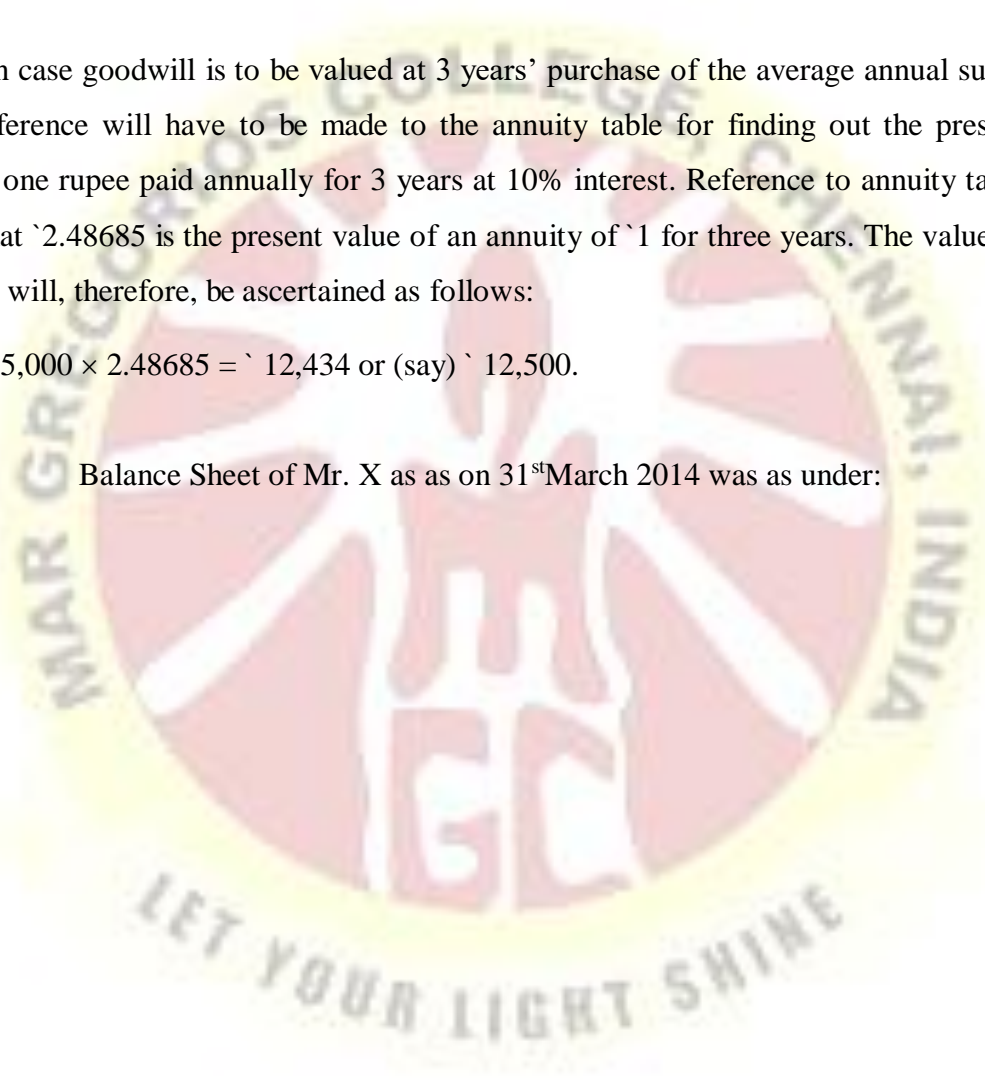 n case goodwill is to be valued at 3 years’ purchase of the average annual su
ference will have to be made to the annuity table for finding out the pres
one rupee paid annually for 3 years at 10% interest. Reference to annuity ta
at `2.48685 is the present value of an annuity of `1 for three years. The value
will, therefore, be ascertained as follows:
5,000 × 2.48685 = ` 12,434 or (say) ` 12,500.
Balance Sheet of Mr. X as as on 31stMarch 2014 was as under:
MAR GREGORIOS COLLEGE, CHENNAI, INDIA
GC
LET YOUR LIGHT SHINE